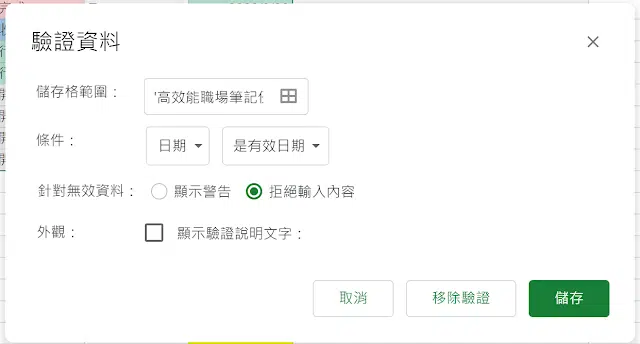 驗證資料
儲存格範圍：
'高效能職場筆記
條件：
日期 是有效日期
針對無效資料： 顯示警告 拒絕輸入內容
外觀： 顯示驗證說明文字：
取消 移除驗證 儲存